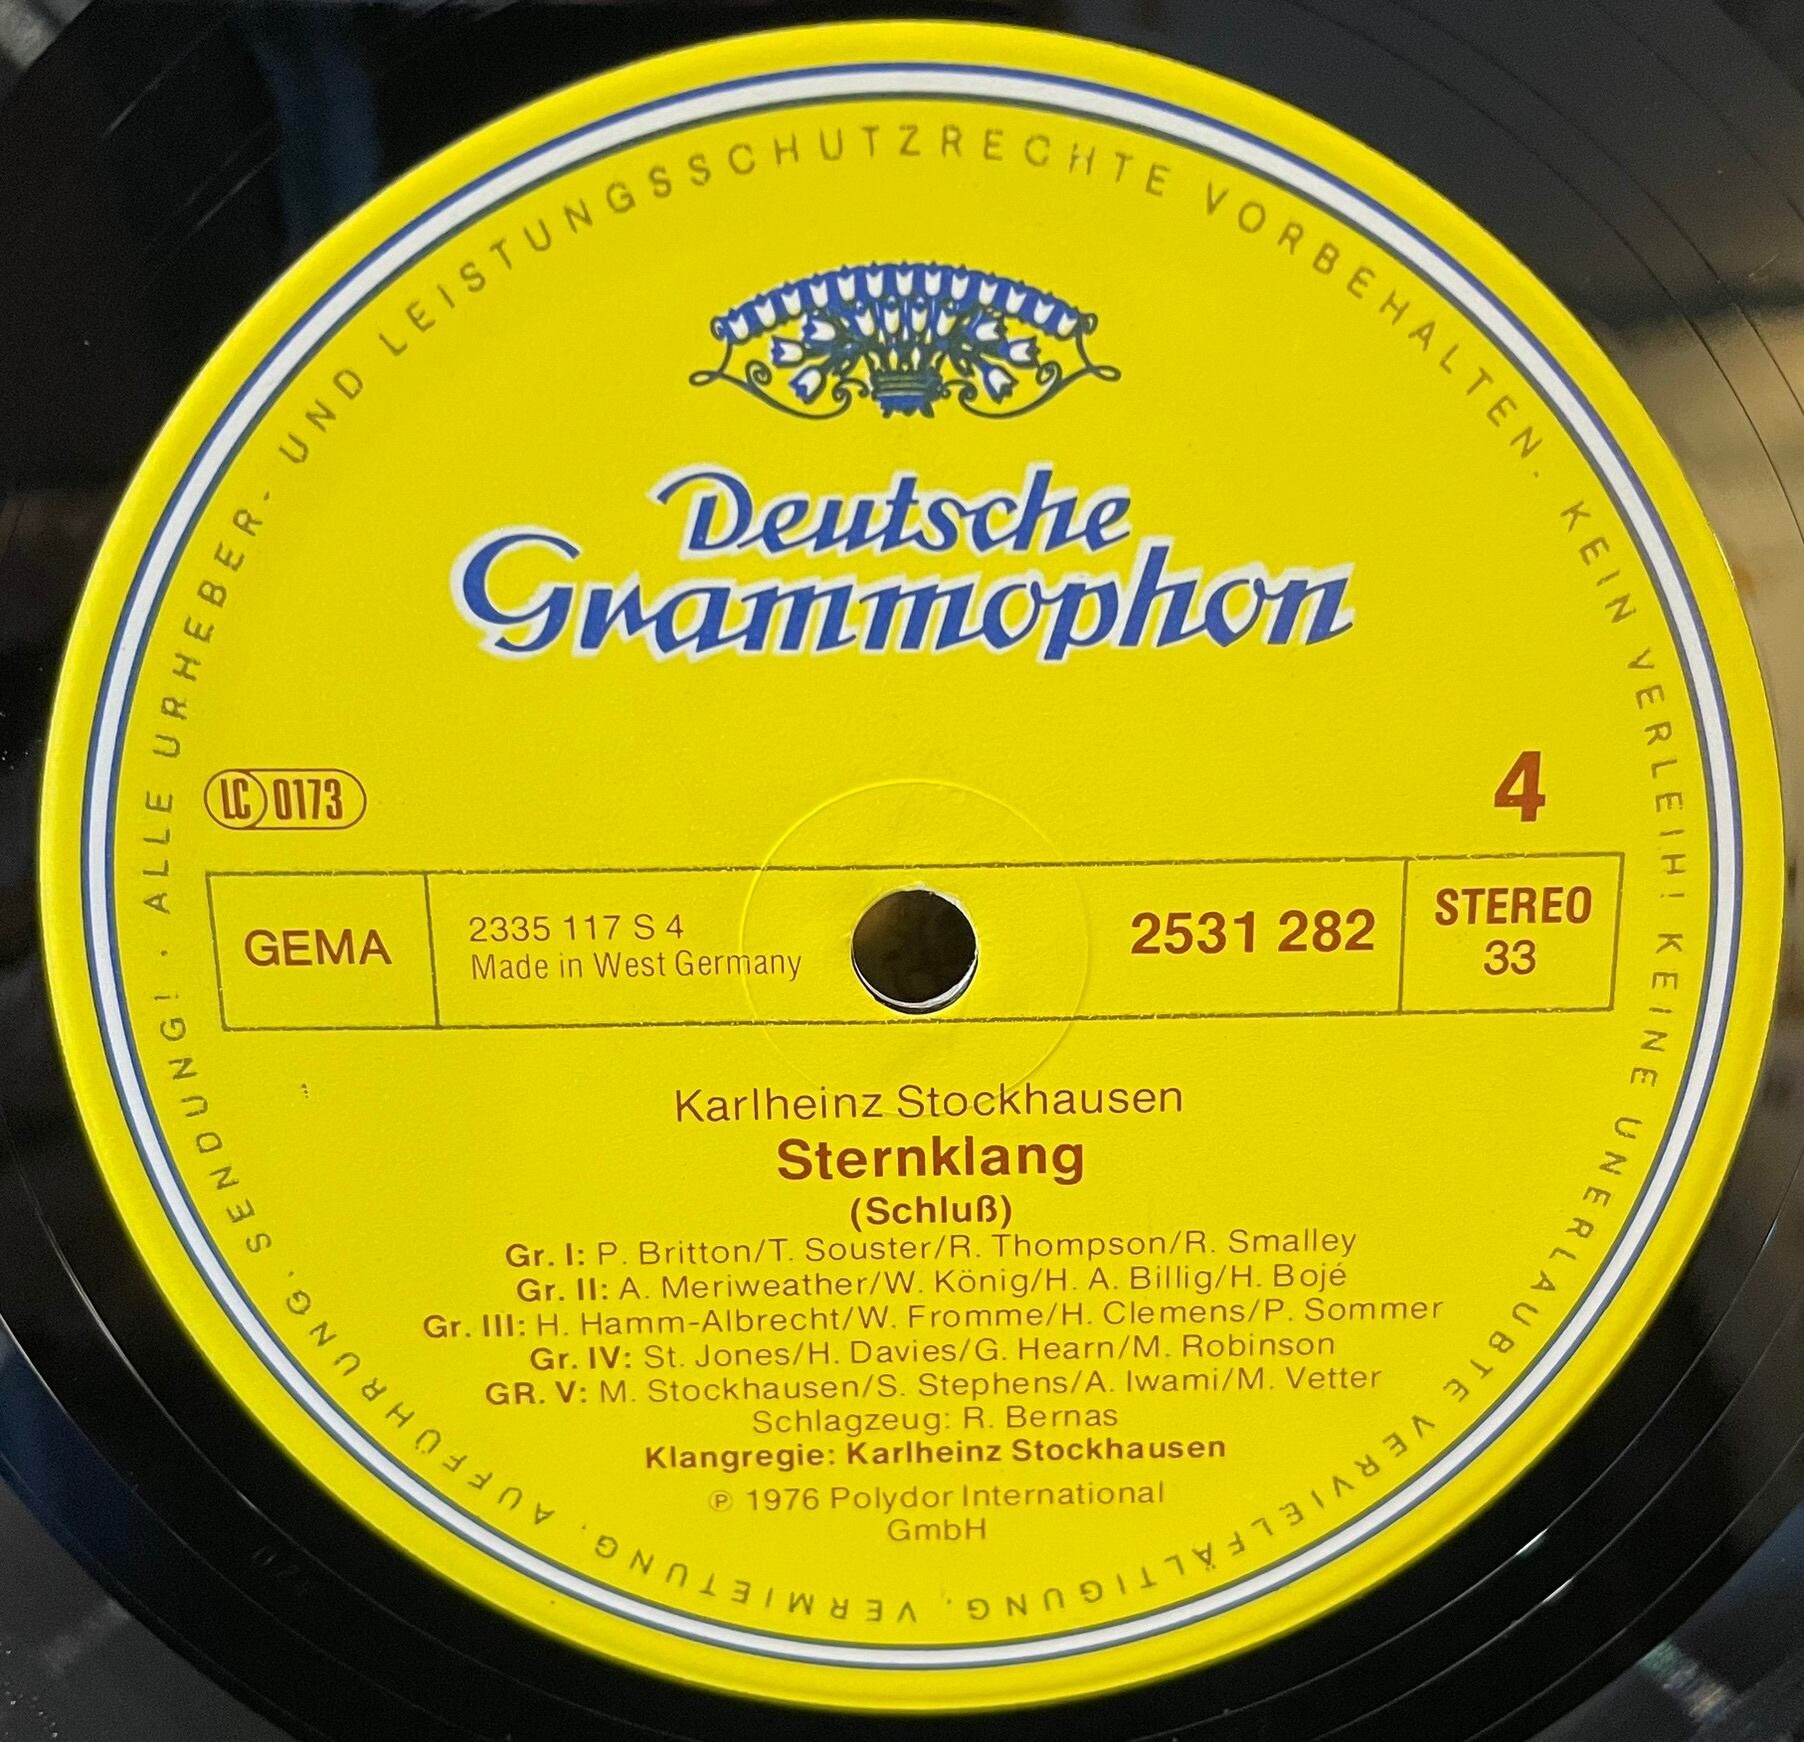 ALLE URHEBER- UND LEISTUNGSSCHUTZRECHTE VORBEHALTEN. KEIN VERLEIH! KEINE UNERLAUBTE VERVIELFÄLTIGUNG, VERMIETUNG, AUFFÜHRUNG, SENDUNG! ·
Deutsche
Grammophon
LC 0173
4
GEMA
2335 117 S 4
Made in West Germany
2531 282
STEREO
33
Karlheinz Stockhausen
Sternklang
(Schluß)
Gr. I: P. Britton/T. Souster/R. Thompson/R. Smalley
Gr. II: A. Meriweather/W. König/H. A. Billig/H. Bojé
Gr. III: H. Hamm-Albrecht/W. Fromme/H. Clemens/P. Sommer
Gr. IV: St. Jones/H. Davies/G. Hearn/M. Robinson
GR. V: M. Stockhausen/S. Stephens/A. Iwami/M. Vetter
Schlagzeug: R. Bernas
Klangregie: Karlheinz Stockhausen
℗ 1976 Polydor International
GmbH